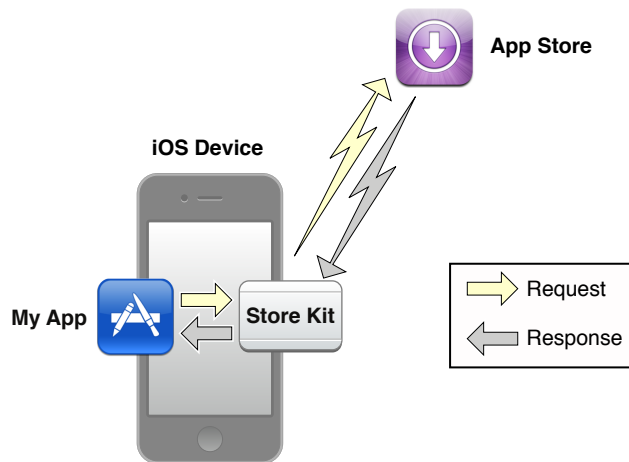 App Store
iOS Device
My App
Store Kit
Request
Response